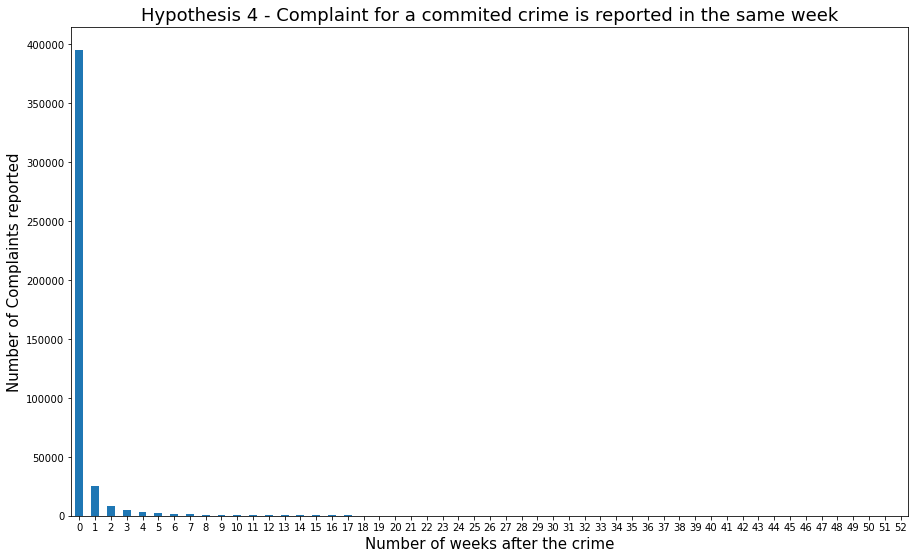 Hypothesis 4 - Complaint for a commited crime is reported in the same week
Number of Complaints reported
400000
350000
300000
250000
200000
150000
100000
50000
0
0 1 2 3 4 5 6 7 8 9 10 11 12 13 14 15 16 17 18 19 20 21 22 23 24 25 26 27 28 29 30 31 32 33 34 35 36 37 38 39 40 41 42 43 44 45 46 47 48 49 50 51 52
Number of weeks after the crime